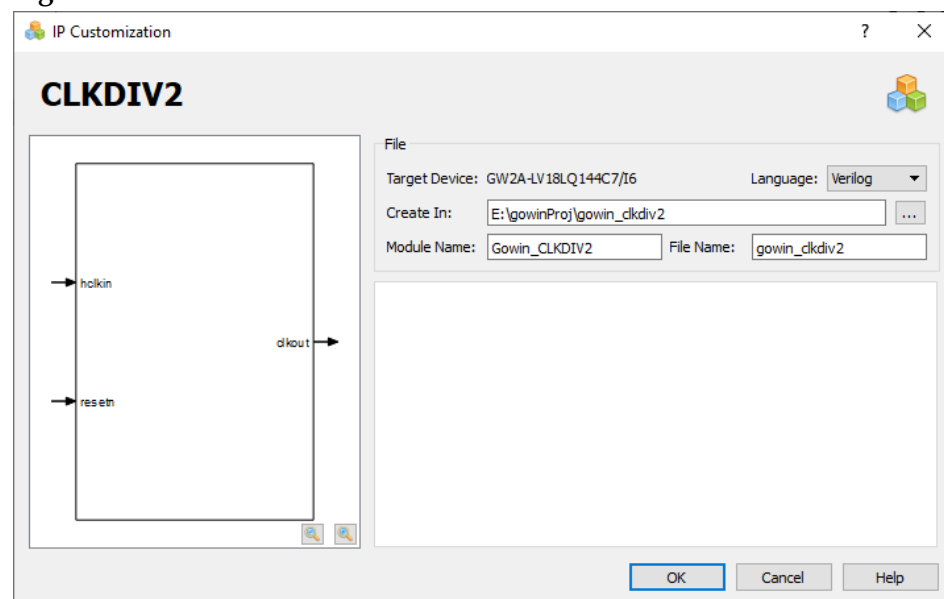 IP Customization
?
CLKDIV2
File
Target Device: GW2A-LV18LQ144C7/I6 Language: Verilog
Create In: E:\gowinProj\gowin_clkdiv2 ...
Module Name: Gowin_CLKDIV2 File Name: gowin_clkdiv2
hclkin
clkout
resetn
OK Cancel Help